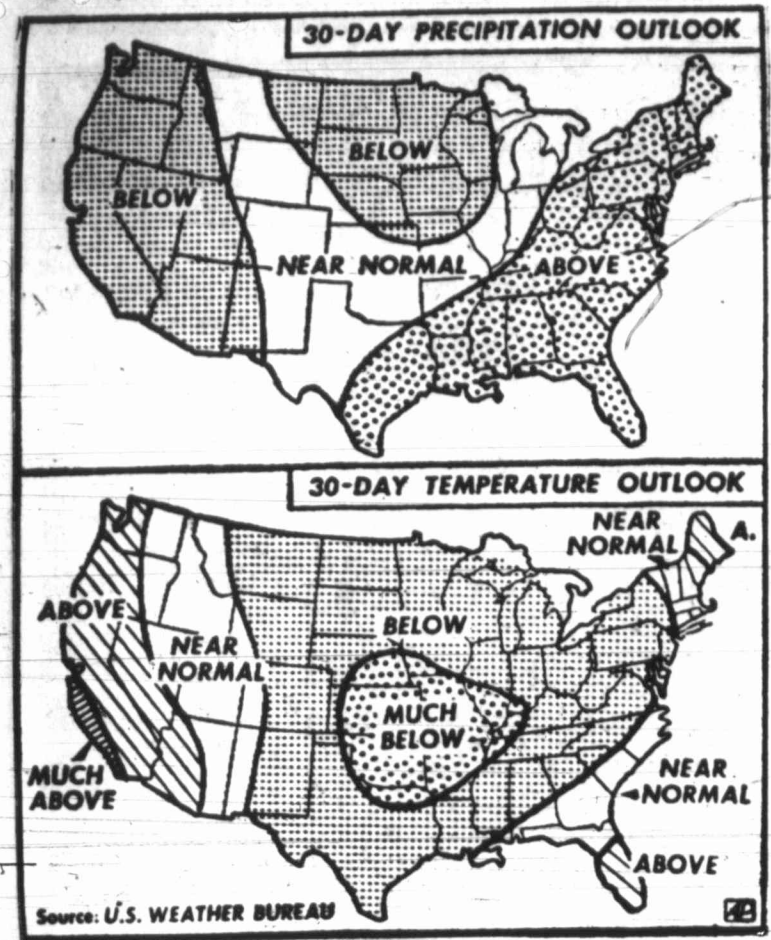 30-DAY PRECIPITATION OUTLOOK
BELOW
BELOW
NEAR NORMAL
ABOVE
30-DAY TEMPERATURE OUTLOOK
NEAR
NORMAL
A.
ABOVE
BELOW
NEAR
NORMAL
MUCH
BELOW
MUCH
ABOVE
NEAR
NORMAL
ABOVE
Source: U.S. WEATHER BUREAU
AP